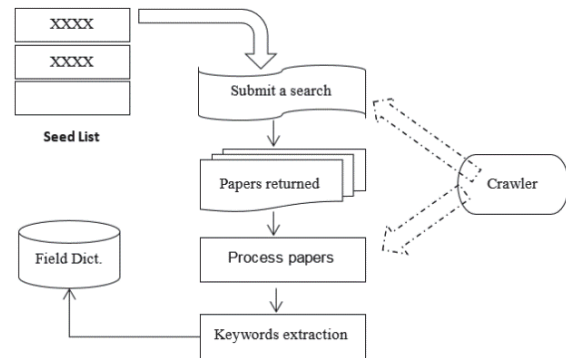 XXXX
XXXX
Seed List
Submit a search
Papers returned
Crawler
Process papers
Field Dict.
Keywords extraction